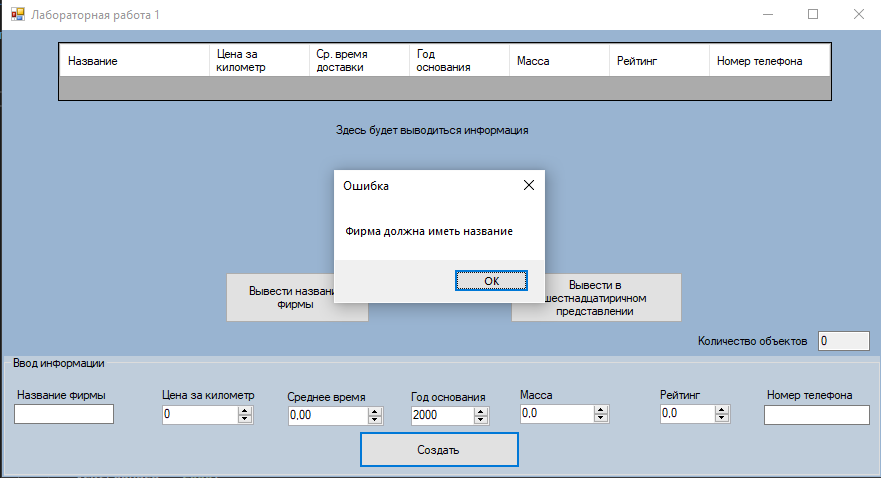 Лабораторная работа 1
Название
Цена за
километр
Ср. время
доставки
Год
основания
Масса
Рейтинг
Номер телефона
Здесь будет выводиться информация
Ошибка
Фирма должна иметь название
OK
Вывести названи
фирмы
Вывести в
шестнадцатиричном
представлении
Количество объектов
0
Ввод информации
Название фирмы
Цена за километр
Среднее время
Год основания
Масса
Рейтинг
Номер телефона
0
0,00
2000
0,0
0,0
Создать